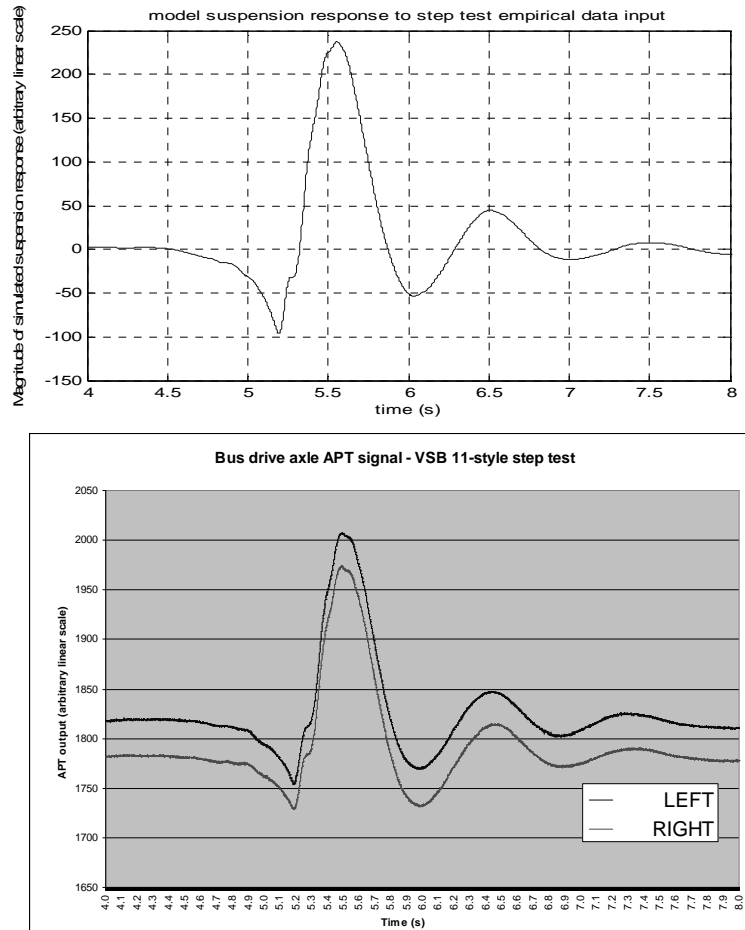 model suspension response to step test empirical data input
Magnitude of simulated suspension response (arbitrary linear scale)
250
200
150
100
50
0
-50
-100
-150
4 4.5 5 5.5 6 6.5 7 7.5 8
time (s)
Bus drive axle APT signal - VSB 11-style step test
APT output (arbitrary linear scale)
2050
2000
1950
1900
1850
1800
1750
1700
1650
LEFT
RIGHT
4.0 4.1 4.2 4.3 4.4 4.5 4.6 4.7 4.8 4.9 5.0 5.1 5.2 5.3 5.4 5.5 5.6 5.7 5.8 5.9 6.0 6.1 6.2 6.3 6.4 6.5 6.6 6.7 6.8 6.9 7.0 7.1 7.2 7.3 7.4 7.5 7.6 7.7 7.8 7.9 8.0
Time (s)